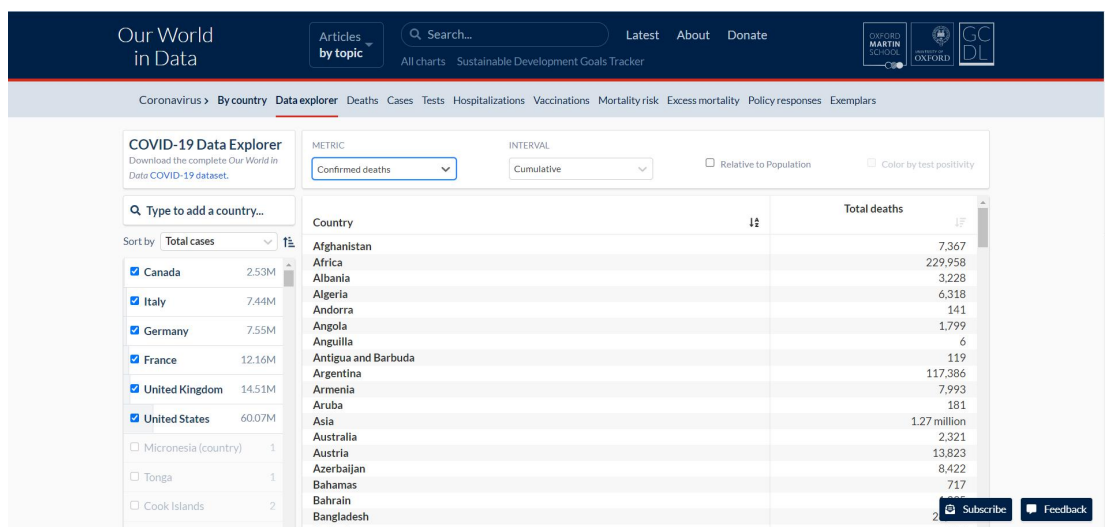 Our World
in Data
Articles
by topic
Search...
Latest About Donate
All charts Sustainable Development Goals Tracker
OXFORD
MARTIN
SCHOOL
UNIVERSITY OF
OXFORD
GC
DL
Coronavirus › By country Data explorer Deaths Cases Tests Hospitalizations Vaccinations Mortality risk Excess mortality Policy responses Exemplars
COVID-19 Data Explorer
Download the complete Our World in
Data COVID-19 dataset.
METRIC
Confirmed deaths
INTERVAL
Cumulative
Relative to Population
Color by test positivity
Type to add a country...
Sort by Total cases
Canada 2.53M
Italy 7.44M
Germany 7.55M
France 12.16M
United Kingdom 14.51M
United States 60.07M
Micronesia (country) 1
Tonga 1
Cook Islands 2
Country Total deaths
Afghanistan 7,367
Africa 229,958
Albania 3,228
Algeria 6,318
Andorra 141
Angola 1,799
Anguilla 6
Antigua and Barbuda 119
Argentina 117,386
Armenia 7,993
Aruba 181
Asia 1.27 million
Australia 2,321
Austria 13,823
Azerbaijan 8,422
Bahamas 717
Bahrain
Bangladesh
Subscribe
Feedback